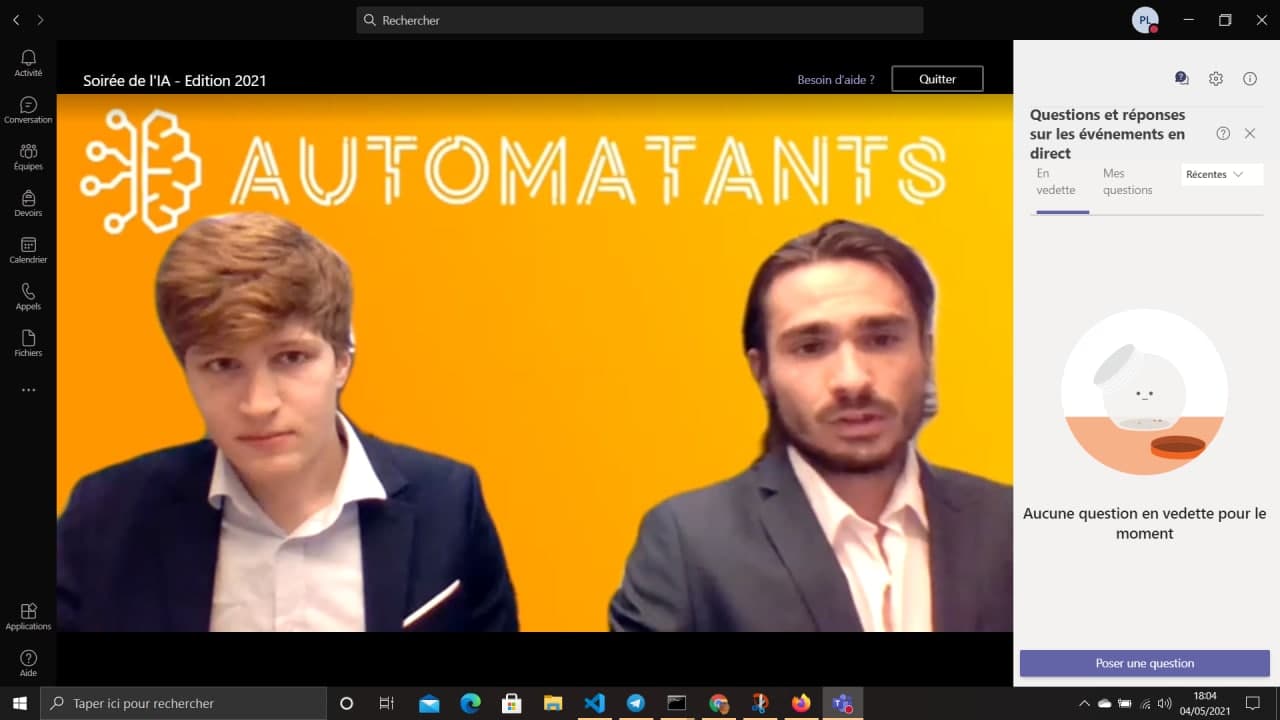 Rechercher
PL
Activité
Conversation
Équipes
Devoirs
Calendrier
Appels
Fichiers
Applications
Aide
Soirée de l'IA - Edition 2021
Besoin d'aide ?
Quitter
AUTOMATANTS
Questions et réponses
sur les événements en
direct
En
vedette
Mes
questions
Récentes
Aucune question en vedette pour le
moment
Poser une question
Taper ici pour rechercher
18:04
04/05/2021